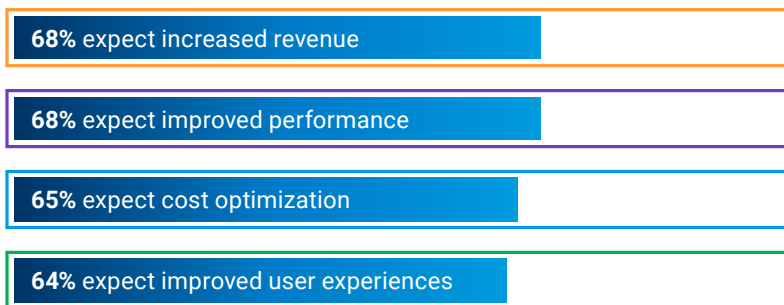 68% expect increased revenue
68% expect improved performance
65% expect cost optimization
64% expect improved user experiences